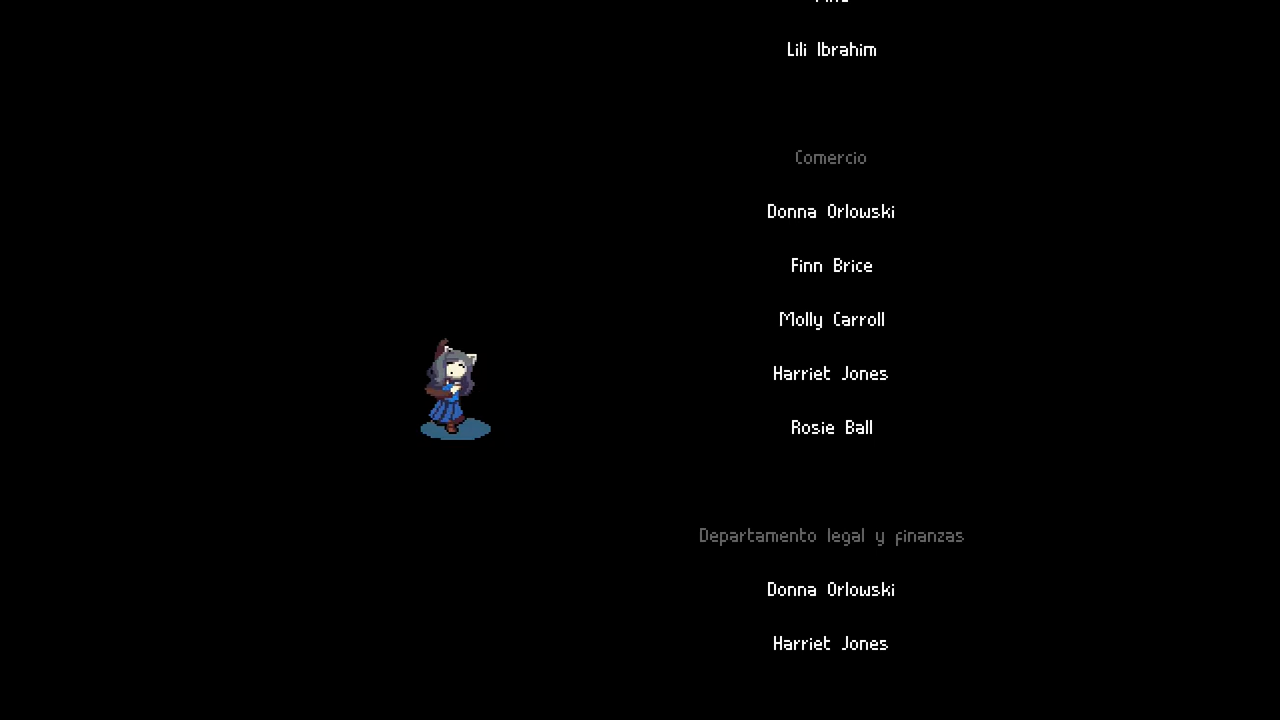 Lili Ibrahim
Comercio
Donna Orlowski
Finn Brice
Molly Carroll
Harriet Jones
Rosie Ball
Departamento legal y finanzas
Donna Orlowski
Harriet Jones